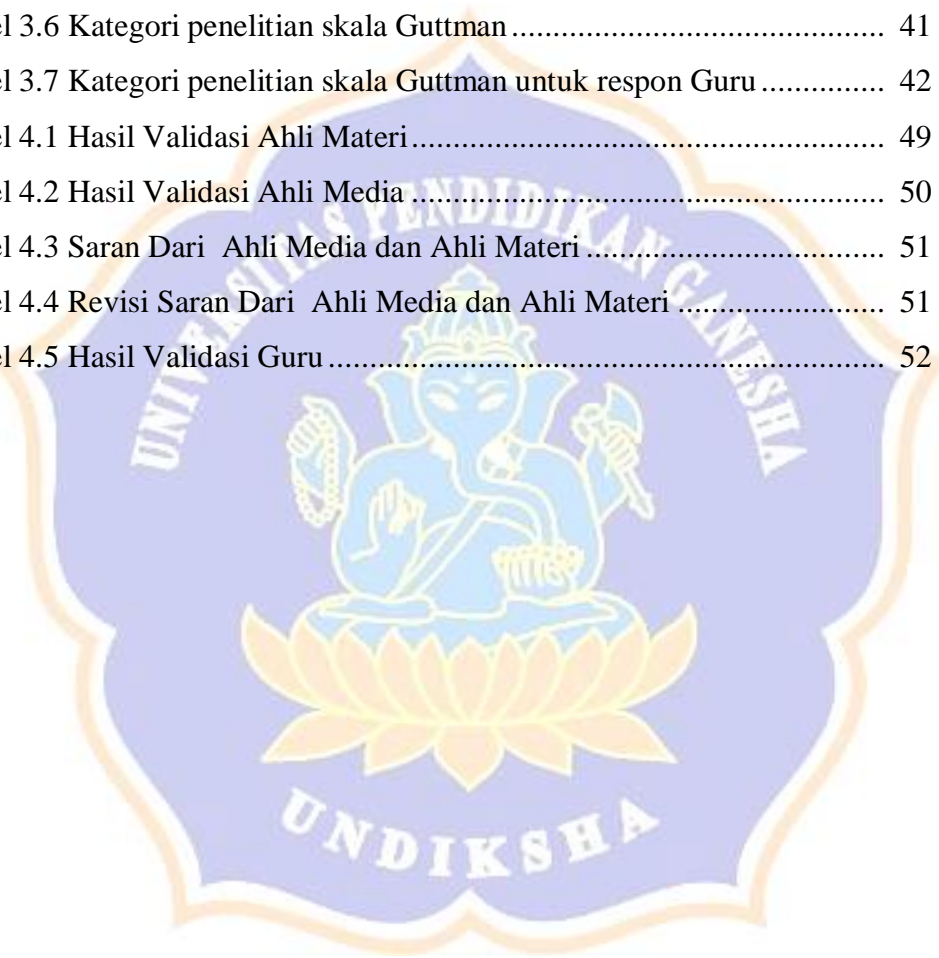 el 3.6 Kategori penelitian skala Guttman ................................................ 41
el 3.7 Kategori penelitian skala Guttman untuk respon Guru ............... 42
el 4.1 Hasil Validasi Ahli Materi ............................................................. 49
el 4.2 Hasil Validasi Ahli Media ............................................................. 50
el 4.3 Saran Dari  Ahli Media dan Ahli Materi ...................................... 51
el 4.4 Revisi Saran Dari  Ahli Media dan Ahli Materi .......................... 51
el 4.5 Hasil Validasi Guru ........................................................................ 52
UNIVERSITAS PENDIDIKAN GANESHA
UNDIKSHA